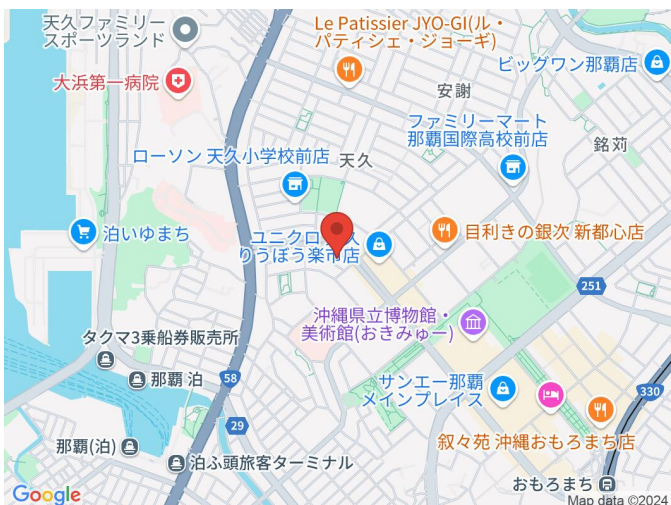 天久ファミリー
スポーツランド
Le Patissier JYO-GI(ル・
パティシェ・ジョーギ)
ビッグワン那覇店
大浜第一病院
安謝
ファミリーマート
那覇国際高校前店
銘苅
ローソン 天久小学校前店
天久
泊いゆまち
ユニクロ
久
りうぼう楽市店
目利きの銀次 新都心店
251
沖縄県立博物館・
美術館(おきみゅー)
タクマ3乗船券販売所
那覇 泊
58
サンエー那覇
メインプレイス
330
29
叙々苑 沖縄おもろまち店
那覇(泊)
泊ふ頭旅客ターミナル
おもろまち
Google
Map data ©2024